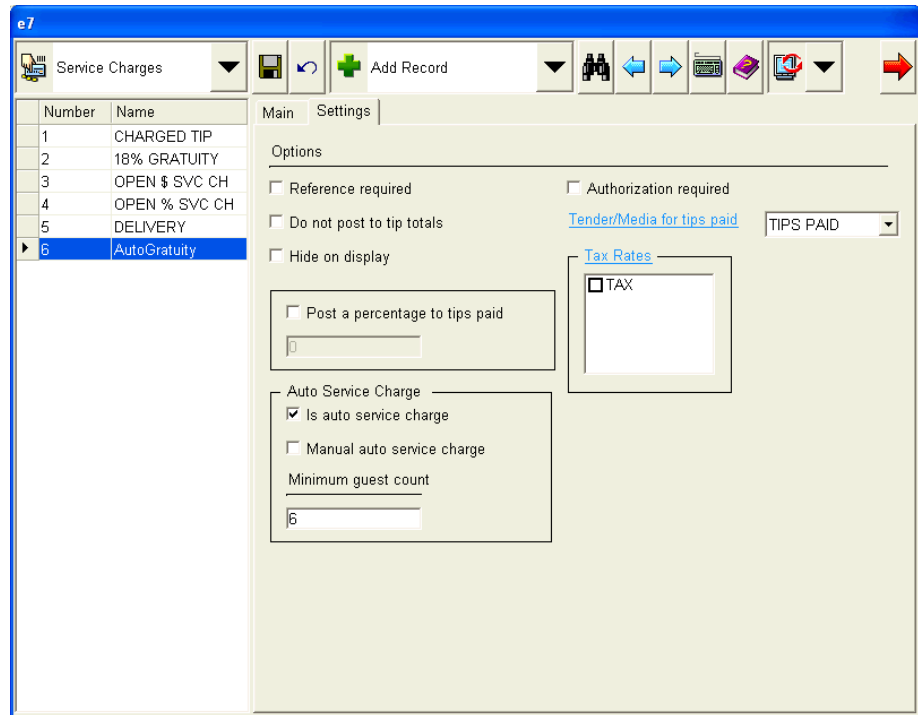 e7
Service Charges
Add Record
Number Name
1 CHARGED TIP
2 18% GRATUITY
3 OPEN $ SVC CH
4 OPEN % SVC CH
5 DELIVERY
6 AutoGratuity
Main Settings
Options
Reference required
Authorization required
Do not post to tip totals
Tender/Media for tips paid TIPS PAID
Hide on display
Tax Rates
TAX
Post a percentage to tips paid
0
Auto Service Charge
Is auto service charge
Manual auto service charge
Minimum guest count
6